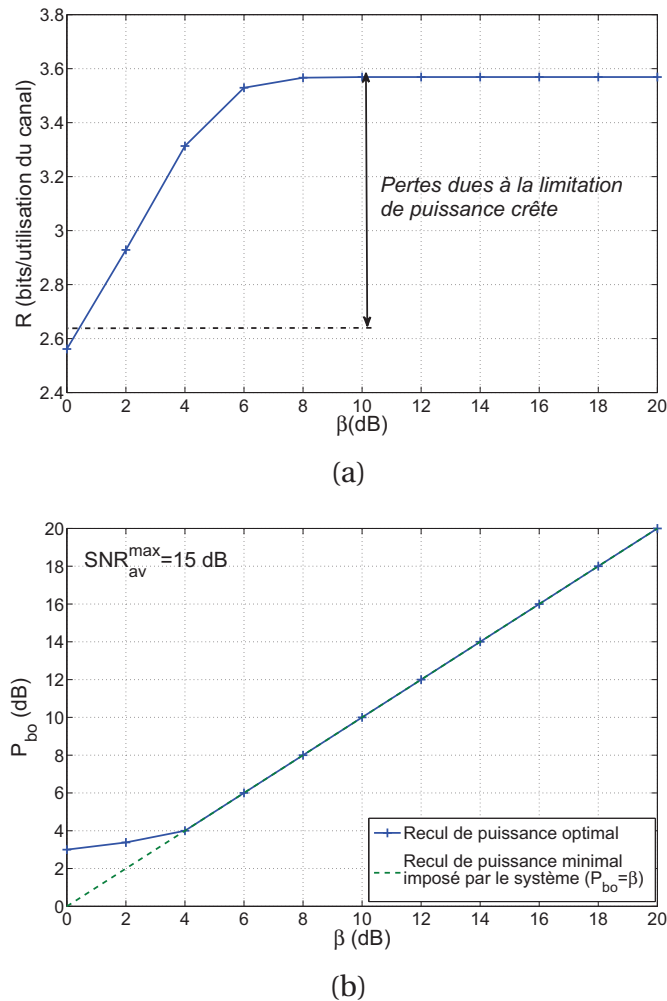 3.8
3.6
3.4
3.2
3
2.8
2.6
2.4
R (bits/utilisation du canal)
Pertes dues à la limitation
de puissance crête
0 2 4 6 8 10 12 14 16 18 20
β(dB)
(a)
20
18
16
14
12
10
8
6
4
2
0
P_bo (dB)
SNR_av^max=15 dB
Recul de puissance optimal
Recul de puissance minimal
imposé par le système (P_bo=β)
0 2 4 6 8 10 12 14 16 18 20
β (dB)
(b)